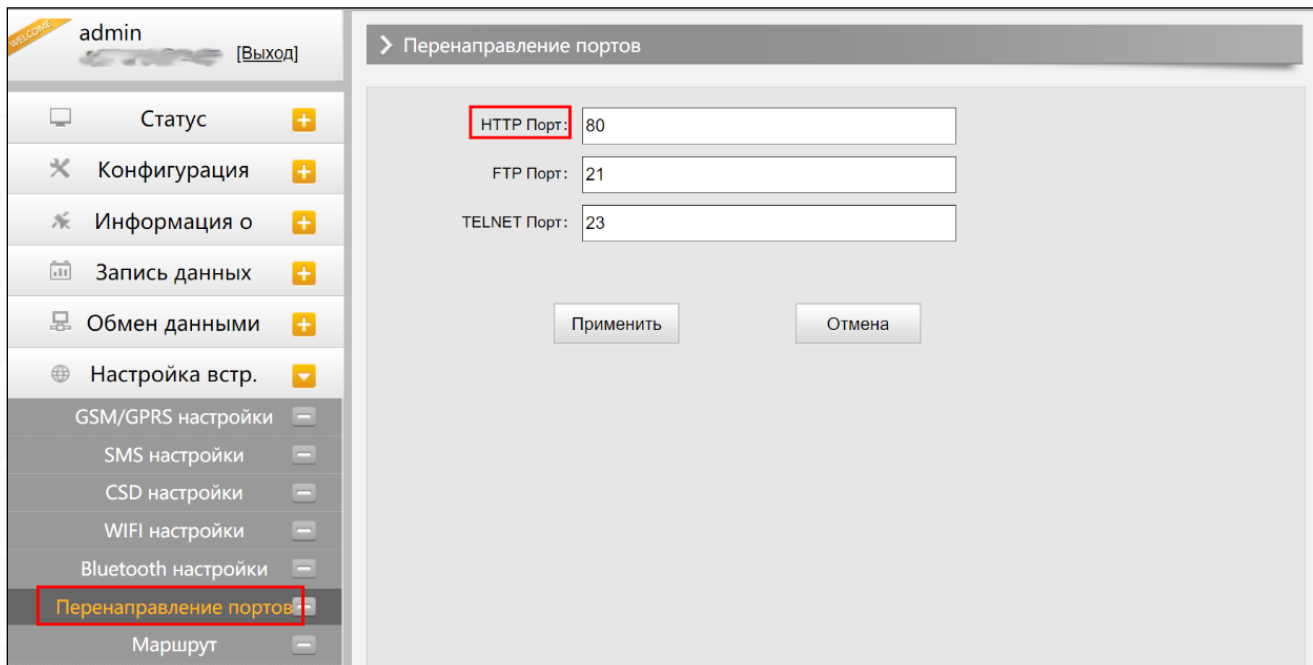 WELCOME
admin
[Выход]
Статус
Конфигурация
Информация о
Запись данных
Обмен данными
Настройка встр.
GSM/GPRS настройки
SMS настройки
CSD настройки
WIFI настройки
Bluetooth настройки
Перенаправление портов
Маршрут
Перенаправление портов
HTTP Порт: 80
FTP Порт: 21
TELNET Порт: 23
Применить
Отмена